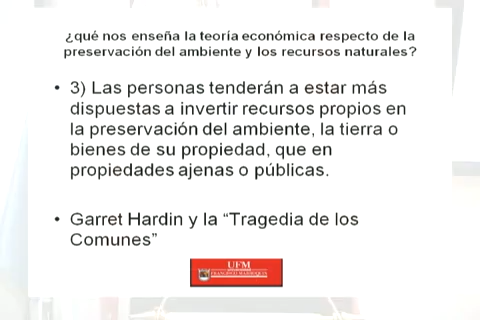 ¿qué nos enseña la teoría económica respecto de la
preservación del ambiente y los recursos naturales?
• 3) Las personas tenderán a estar más
dispuestas a invertir recursos propios en
la preservación del ambiente, la tierra o
bienes de su propiedad, que en
propiedades ajenas o públicas.
• Garret Hardin y la “Tragedia de los
Comunes”
UFM
FRANCISCO MARROQUIN